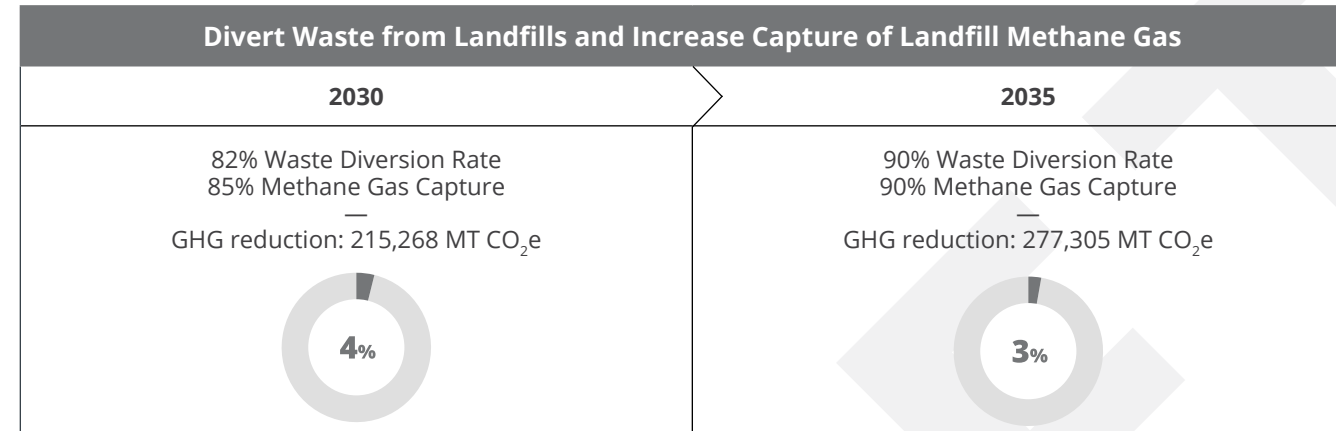 Divert Waste from Landfills and Increase Capture of Landfill Methane Gas
2030
2035
82% Waste Diversion Rate
85% Methane Gas Capture
—
GHG reduction: 215,268 MT CO₂e
4%
90% Waste Diversion Rate
90% Methane Gas Capture
—
GHG reduction: 277,305 MT CO₂e
3%